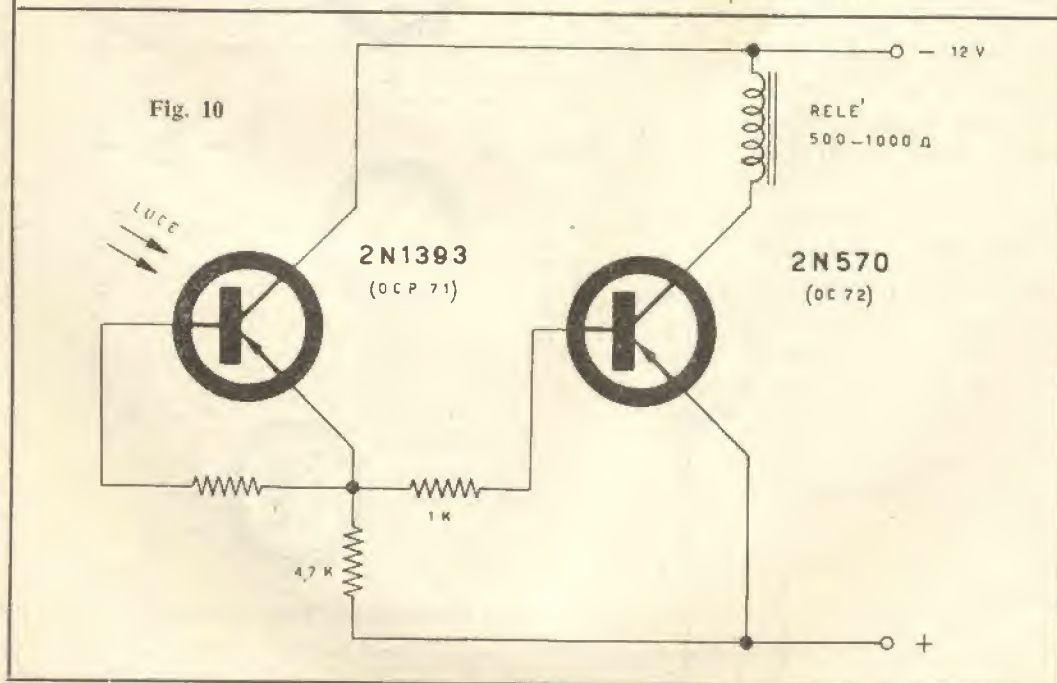 Fig. 10
− 12 V
RELE'
500–1000 Ω
LUCE
2N1393
(OCP 71)
2N570
(OC 72)
1 K
4,7 K
+